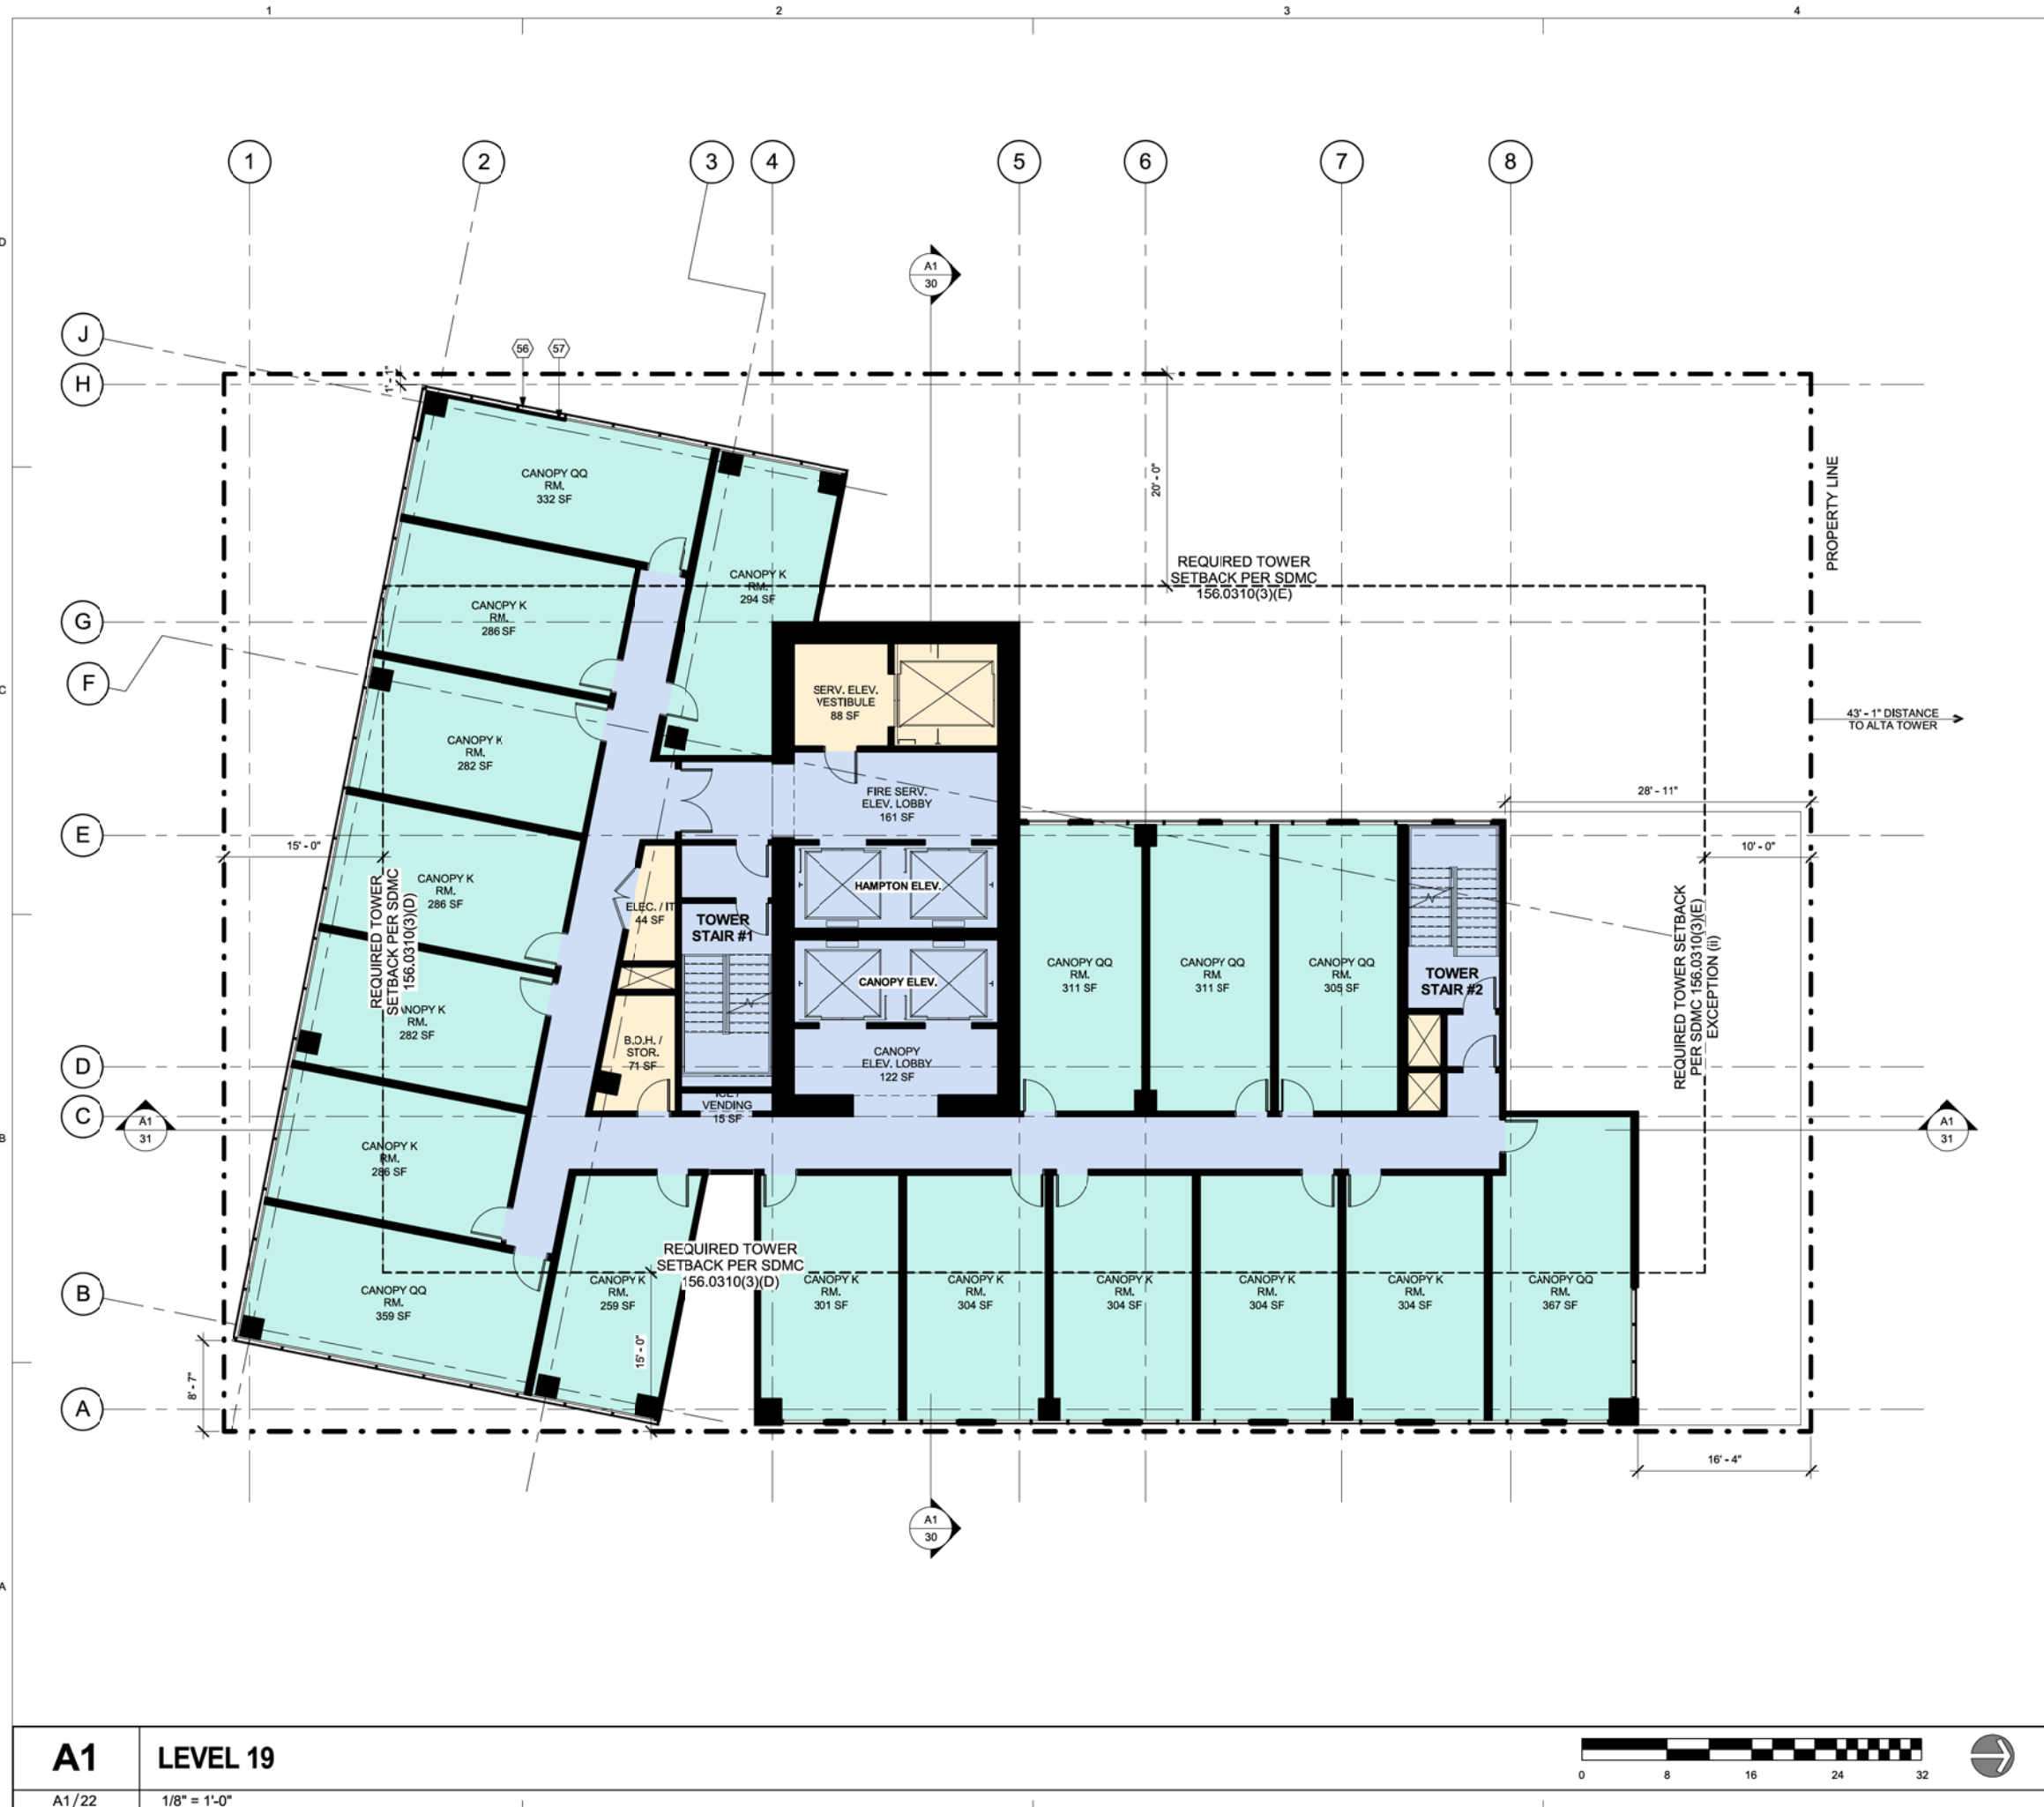 1
2
3
4
D
C
B
A
1
2
3
4
5
6
7
8
A1
30
J
H
1' - 1"
56
57
20' - 0"
PROPERTY LINE
CANOPY QQ
RM.
332 SF
CANOPY K
RM.
294 SF
REQUIRED TOWER
SETBACK PER SDMC
156.0310(3)(E)
G
CANOPY K
RM.
286 SF
F
SERV. ELEV.
VESTIBULE
88 SF
43' - 1" DISTANCE
TO ALTA TOWER
CANOPY K
RM.
282 SF
FIRE SERV.
ELEV. LOBBY
161 SF
28' - 11"
E
15' - 0"
10' - 0"
REQUIRED TOWER
SETBACK PER SDMC
156.0310(3)(D)
CANOPY K
RM.
286 SF
ELEC. / IT
44 SF
TOWER
STAIR #1
HAMPTON ELEV.
CANOPY ELEV.
CANOPY QQ
RM.
311 SF
CANOPY QQ
RM.
311 SF
CANOPY QQ
RM.
305 SF
TOWER
STAIR #2
REQUIRED TOWER SETBACK
PER SDMC 156.0310(3)(E)
EXCEPTION (ii)
CANOPY K
RM.
282 SF
B.O.H. /
STOR.
71 SF
CANOPY
ELEV. LOBBY
122 SF
D
C
ICE /
VENDING
15 SF
A1
31
A1
31
CANOPY K
RM.
286 SF
B
CANOPY QQ
RM.
359 SF
CANOPY K
RM.
259 SF
REQUIRED TOWER
SETBACK PER SDMC
156.0310(3)(D)
CANOPY K
RM.
301 SF
CANOPY K
RM.
304 SF
CANOPY K
RM.
304 SF
CANOPY K
RM.
304 SF
CANOPY K
RM.
304 SF
CANOPY QQ
RM.
367 SF
15' - 0"
8' - 7"
A
16' - 4"
A1
30
A1
LEVEL 19
0 8 16 24 32
A1/22
1/8" = 1'-0"